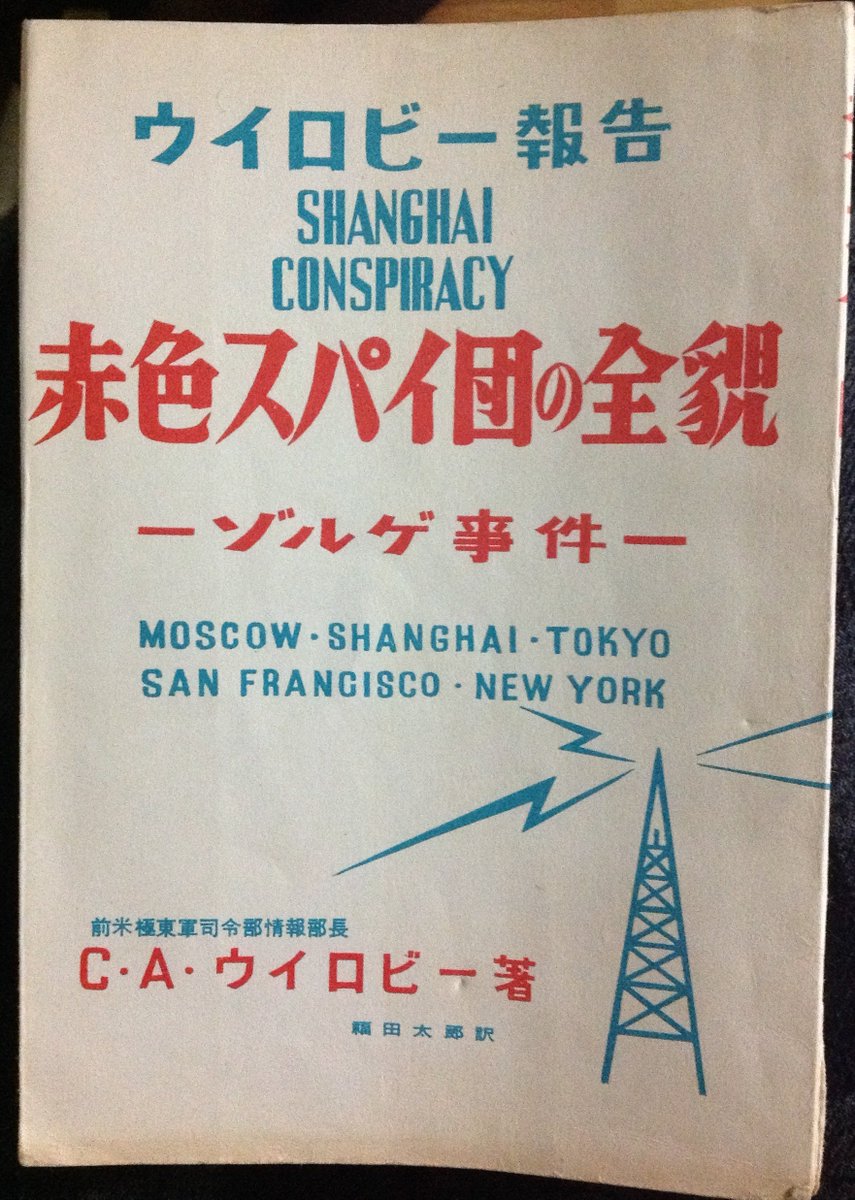 ウイロビー報告
SHANGHAI
CONSPIRACY
赤色スパイ団の全貌
ーゾルゲ事件ー
MOSCOW・SHANGHAI・TOKYO
SAN FRANCISCO・NEW YORK
前米極東軍司令部情報部長
C・A・ウイロビー著
福田太郎訳